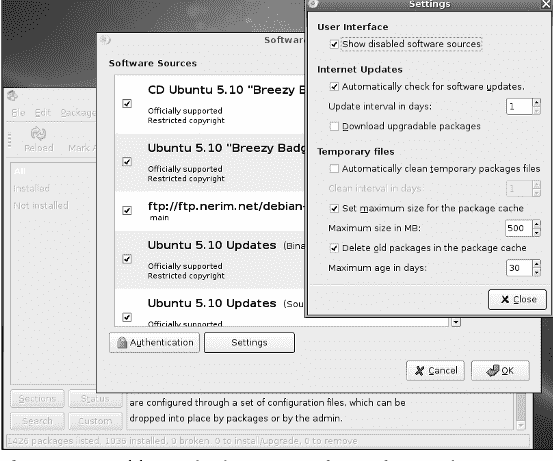 Settings
User Interface
Show disabled software sources
Internet Updates
Automatically check for software updates.
Update interval in days: 1
Download upgradable packages
Temporary files
Automatically clean temporary packages files
Clean interval in days: 1
Set maximum size for the package cache
Maximum size in MB: 500
Delete old packages in the package cache
Maximum age in days: 30
Close
Softwar
Software Sources
CD Ubuntu 5.10 "Breezy B
Officially supported
Restricted copyright
Ubuntu 5.10 "Breezy Badg
Officially supported
Restricted copyright
ftp://ftp.nerim.net/debian-
main
Ubuntu 5.10 Updates (Bina
Officially supported
Restricted copyright
Ubuntu 5.10 Updates (Sou
Officially supported
Authentication Settings
Cancel OK
File Edit Package
Reload Mark A
All
Installed
Not installed
Sections Status
Search Custom
are configured through a set of configuration files, which can be
dropped into place by packages or by the admin.
1426 packages listed, 1036 installed, 0 broken. 0 to install/upgrade, 0 to remove